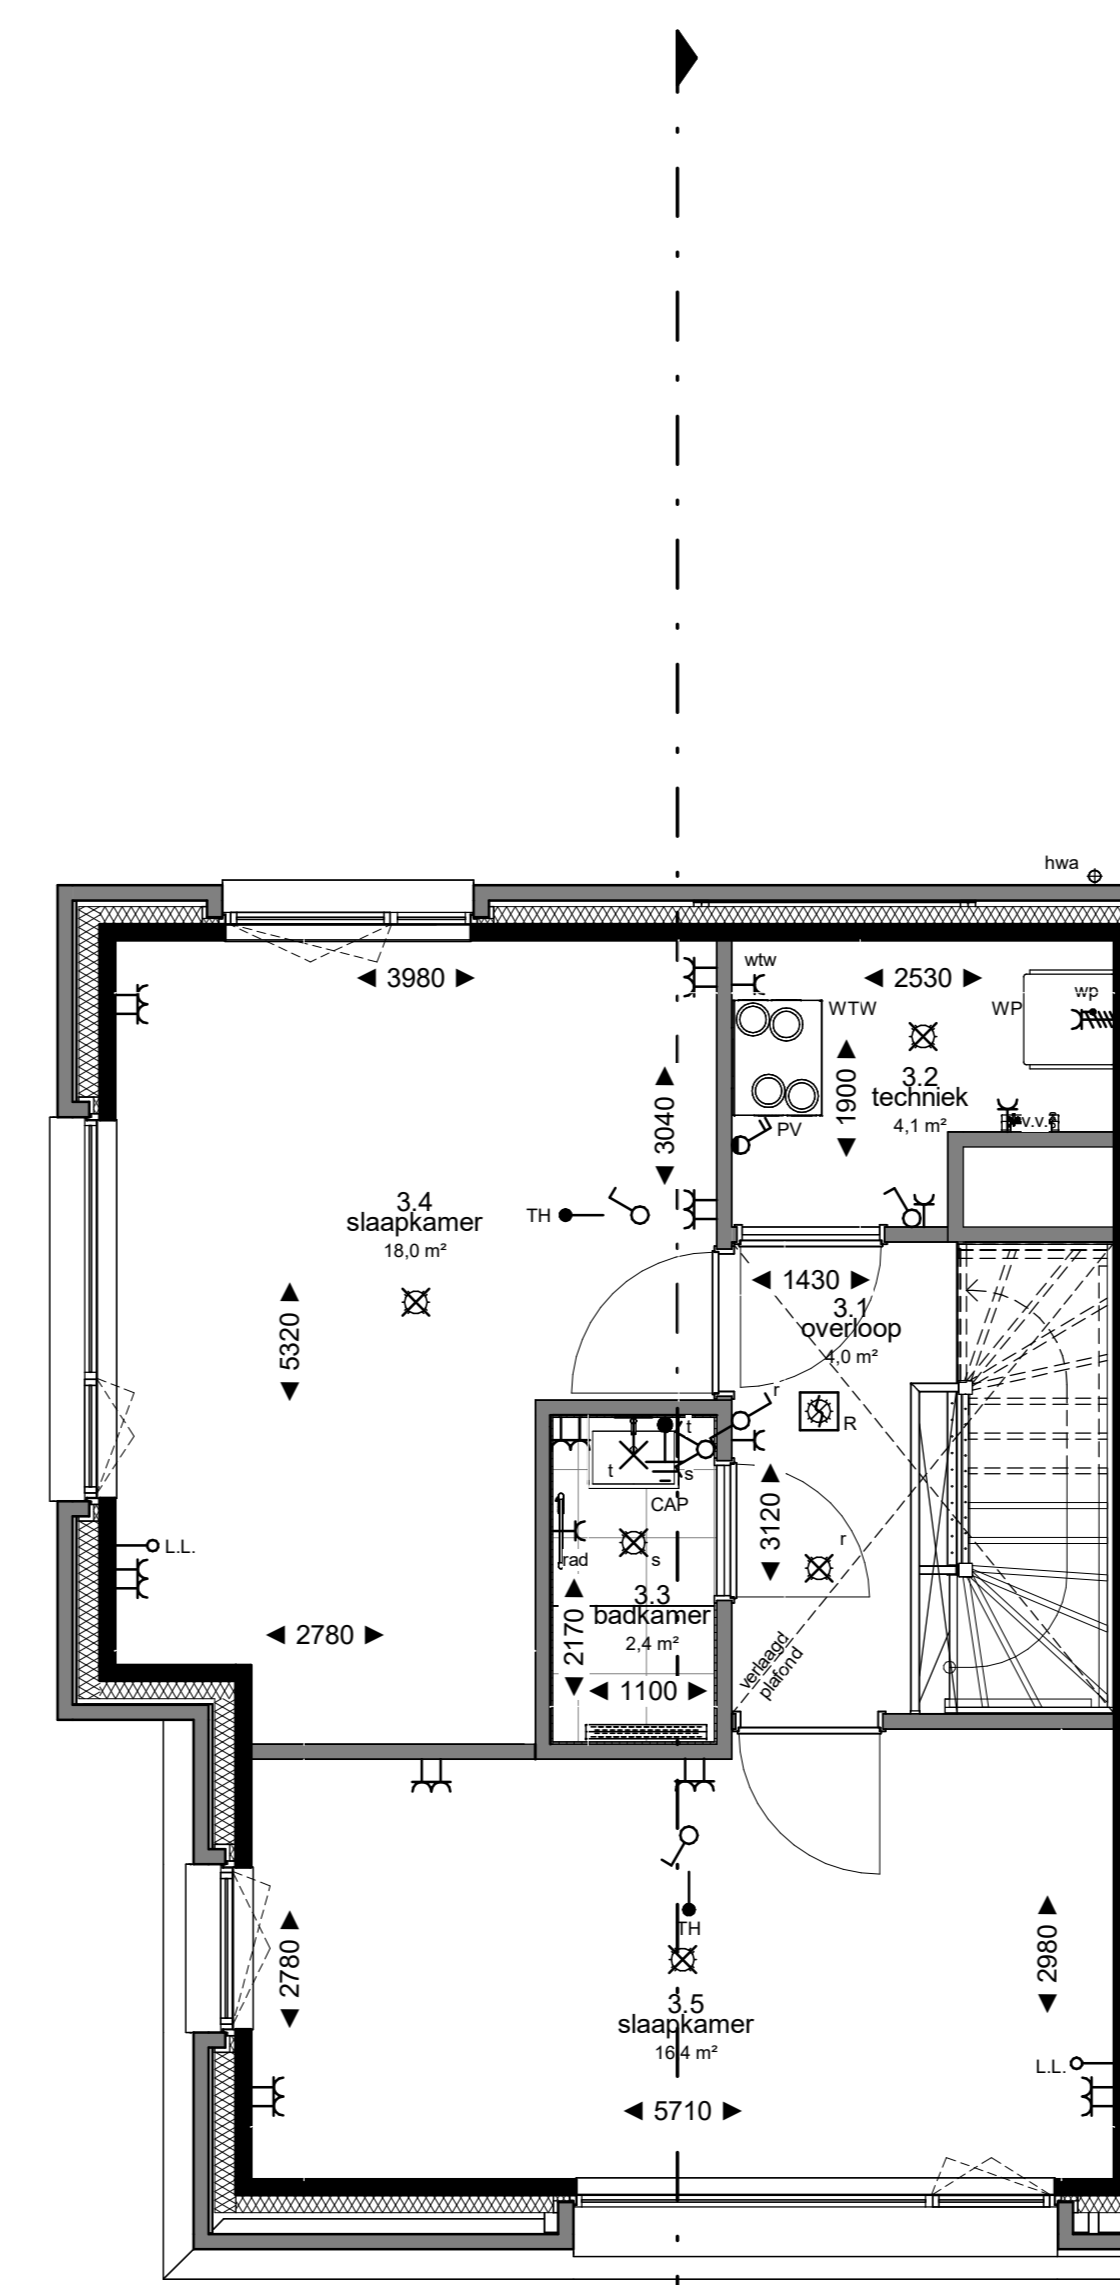 hwa
3980
wtw
2530
WTW
WP
wp
3.2
techniek
4,1 m²
1900
3040
PV
3.4
slaapkamer
18,0 m²
TH
1430
3.1
overloop
4,0 m²
5320
r
R
t
t
s
CAP
3120
r
L.L.
rad
s
3.3
badkamer
2,4 m²
2170
2780
1100
verlaagd
plafond
TH
2780
2980
3.5
slaapkamer
16,4 m²
L.L.
5710